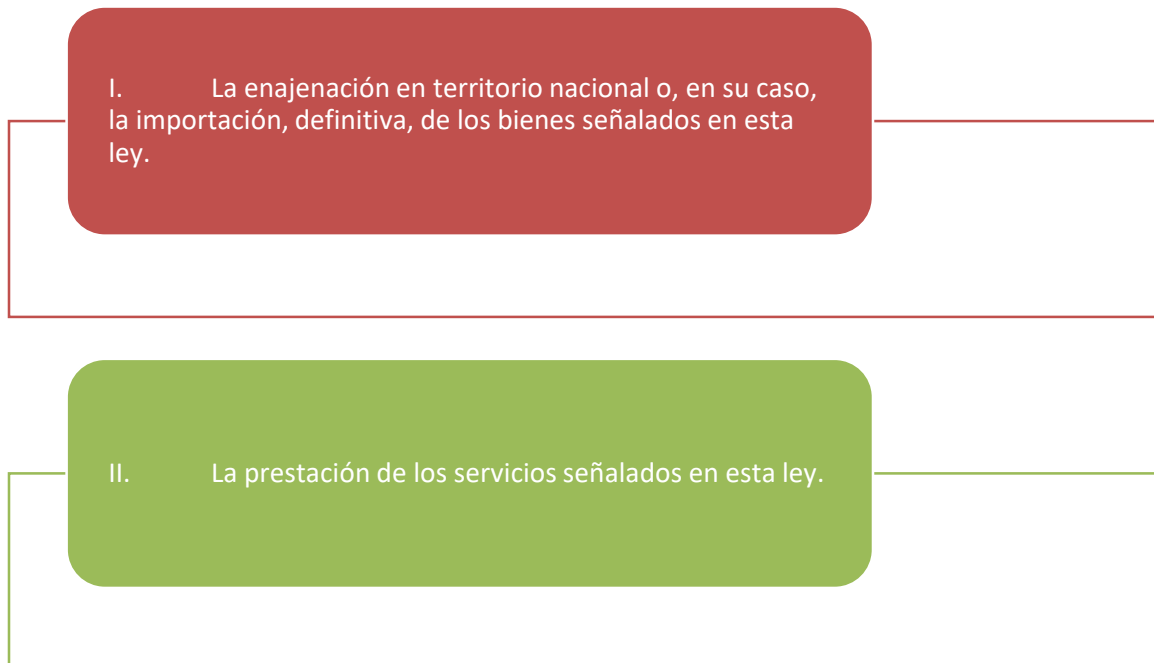 I. La enajenación en territorio nacional o, en su caso,
la importación, definitiva, de los bienes señalados en esta
ley.
II. La prestación de los servicios señalados en esta ley.